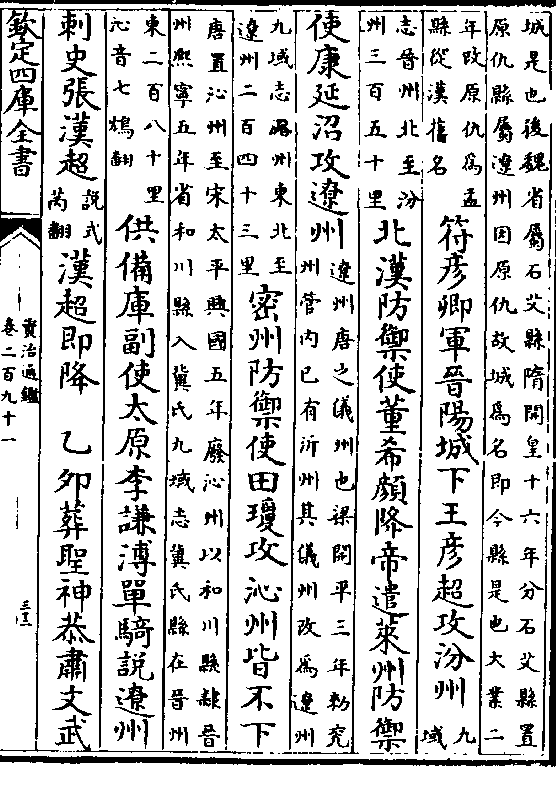 城是也後魏省屬石艾縣隋開皇十六年分石艾縣置
原仇縣屬遼州因原仇故城爲名即今縣是也大業二
年改原仇爲盂
縣從漢舊名
符彥卿軍晉陽城下王彥超攻汾州
九
域
志晉州北至汾
州三百五十里
北漢防禦使董希顔降帝遣萊州防禦
使康延沼攻遼州
遼州唐之儀州也梁開平三年勑兖
州管内已有沂州其儀州改爲遼州
九域志潞州東北至
遼州二百四十三里
密州防禦使田瓊攻沁州皆不下
唐置沁州至宋太平興國五年廢沁州以和川縣隸晉
州熙寧五年省和川縣入冀氏九域志冀氏縣在晉州
東二百八十里
沁音七鴆翻
供備庫副使太原李謙溥單騎説遼州
刺史張漢超
説式
芮翻
漢超即降 乙卯葬聖神恭肅文武
欽定四庫全書
資治通鑑
卷二百九十一
三三